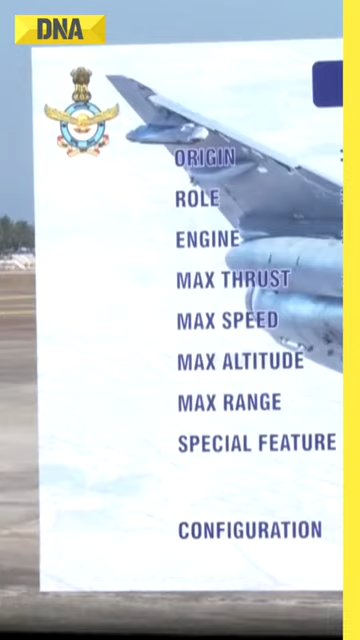 DNA
ORIGIN
ROLE
ENGINE
MAX THRUST
MAX SPEED
MAX ALTITUDE
MAX RANGE
SPECIAL FEATURE
CONFIGURATION